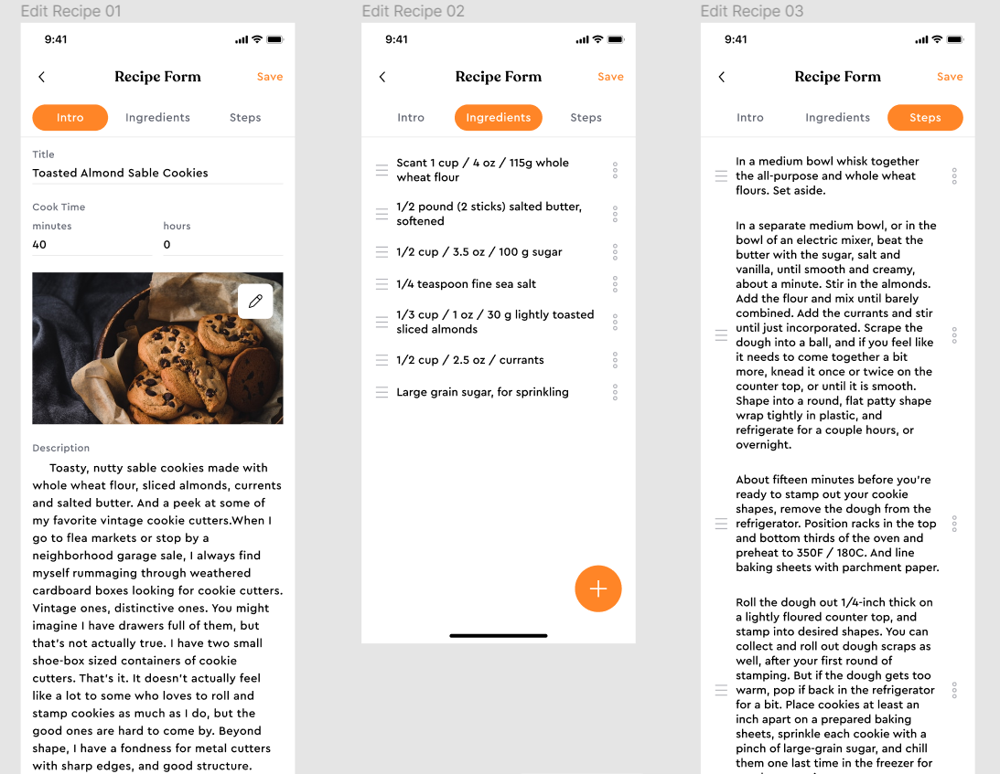 Edit Recipe 01
9:41
Recipe Form
Save
Intro
Ingredients
Steps
Title
Toasted Almond Sable Cookies
Cook Time
minutes
hours
40
0
Description
Toasty, nutty sable cookies made with
whole wheat flour, sliced almonds, currents
and salted butter. And a peek at some of
my favorite vintage cookie cutters.When I
go to flea markets or stop by a
neighborhood garage sale, I always find
myself rummaging through weathered
cardboard boxes looking for cookie cutters.
Vintage ones, distinctive ones. You might
imagine I have drawers full of them, but
that's not actually true. I have two small
shoe-box sized containers of cookie
cutters. That's it. It doesn't actually feel
like a lot to some who loves to roll and
stamp cookies as much as I do, but the
good ones are hard to come by. Beyond
shape, I have a fondness for metal cutters
with sharp edges, and good structure.
Edit Recipe 02
9:41
Recipe Form
Save
Intro
Ingredients
Steps
Scant 1 cup / 4 oz / 115g whole
wheat flour
1/2 pound (2 sticks) salted butter,
softened
1/2 cup / 3.5 oz / 100 g sugar
1/4 teaspoon fine sea salt
1/3 cup / 1 oz / 30 g lightly toasted
sliced almonds
1/2 cup / 2.5 oz / currants
Large grain sugar, for sprinkling
Edit Recipe 03
9:41
Recipe Form
Save
Intro
Ingredients
Steps
In a medium bowl whisk together
the all-purpose and whole wheat
flours. Set aside.
In a separate medium bowl, or in the
bowl of an electric mixer, beat the
butter with the sugar, salt and
vanilla, until smooth and creamy,
about a minute. Stir in the almonds.
Add the flour and mix until barely
combined. Add the currants and stir
until just incorporated. Scrape the
dough into a ball, and if you feel like
it needs to come together a bit
more, knead it once or twice on the
counter top, or until it is smooth.
Shape into a round, flat patty shape
wrap tightly in plastic, and
refrigerate for a couple hours, or
overnight.
About fifteen minutes before you're
ready to stamp out your cookie
shapes, remove the dough from the
refrigerator. Position racks in the top
and bottom thirds of the oven and
preheat to 350F / 180C. And line
baking sheets with parchment paper.
Roll the dough out 1/4-inch thick on
a lightly floured counter top, and
stamp into desired shapes. You can
collect and roll out dough scraps as
well, after your first round of
stamping. But if the dough gets too
warm, pop if back in the refrigerator
for a bit. Place cookies at least an
inch apart on a prepared baking
sheets, sprinkle each cookie with a
pinch of large-grain sugar, and chill
them one last time in the freezer for